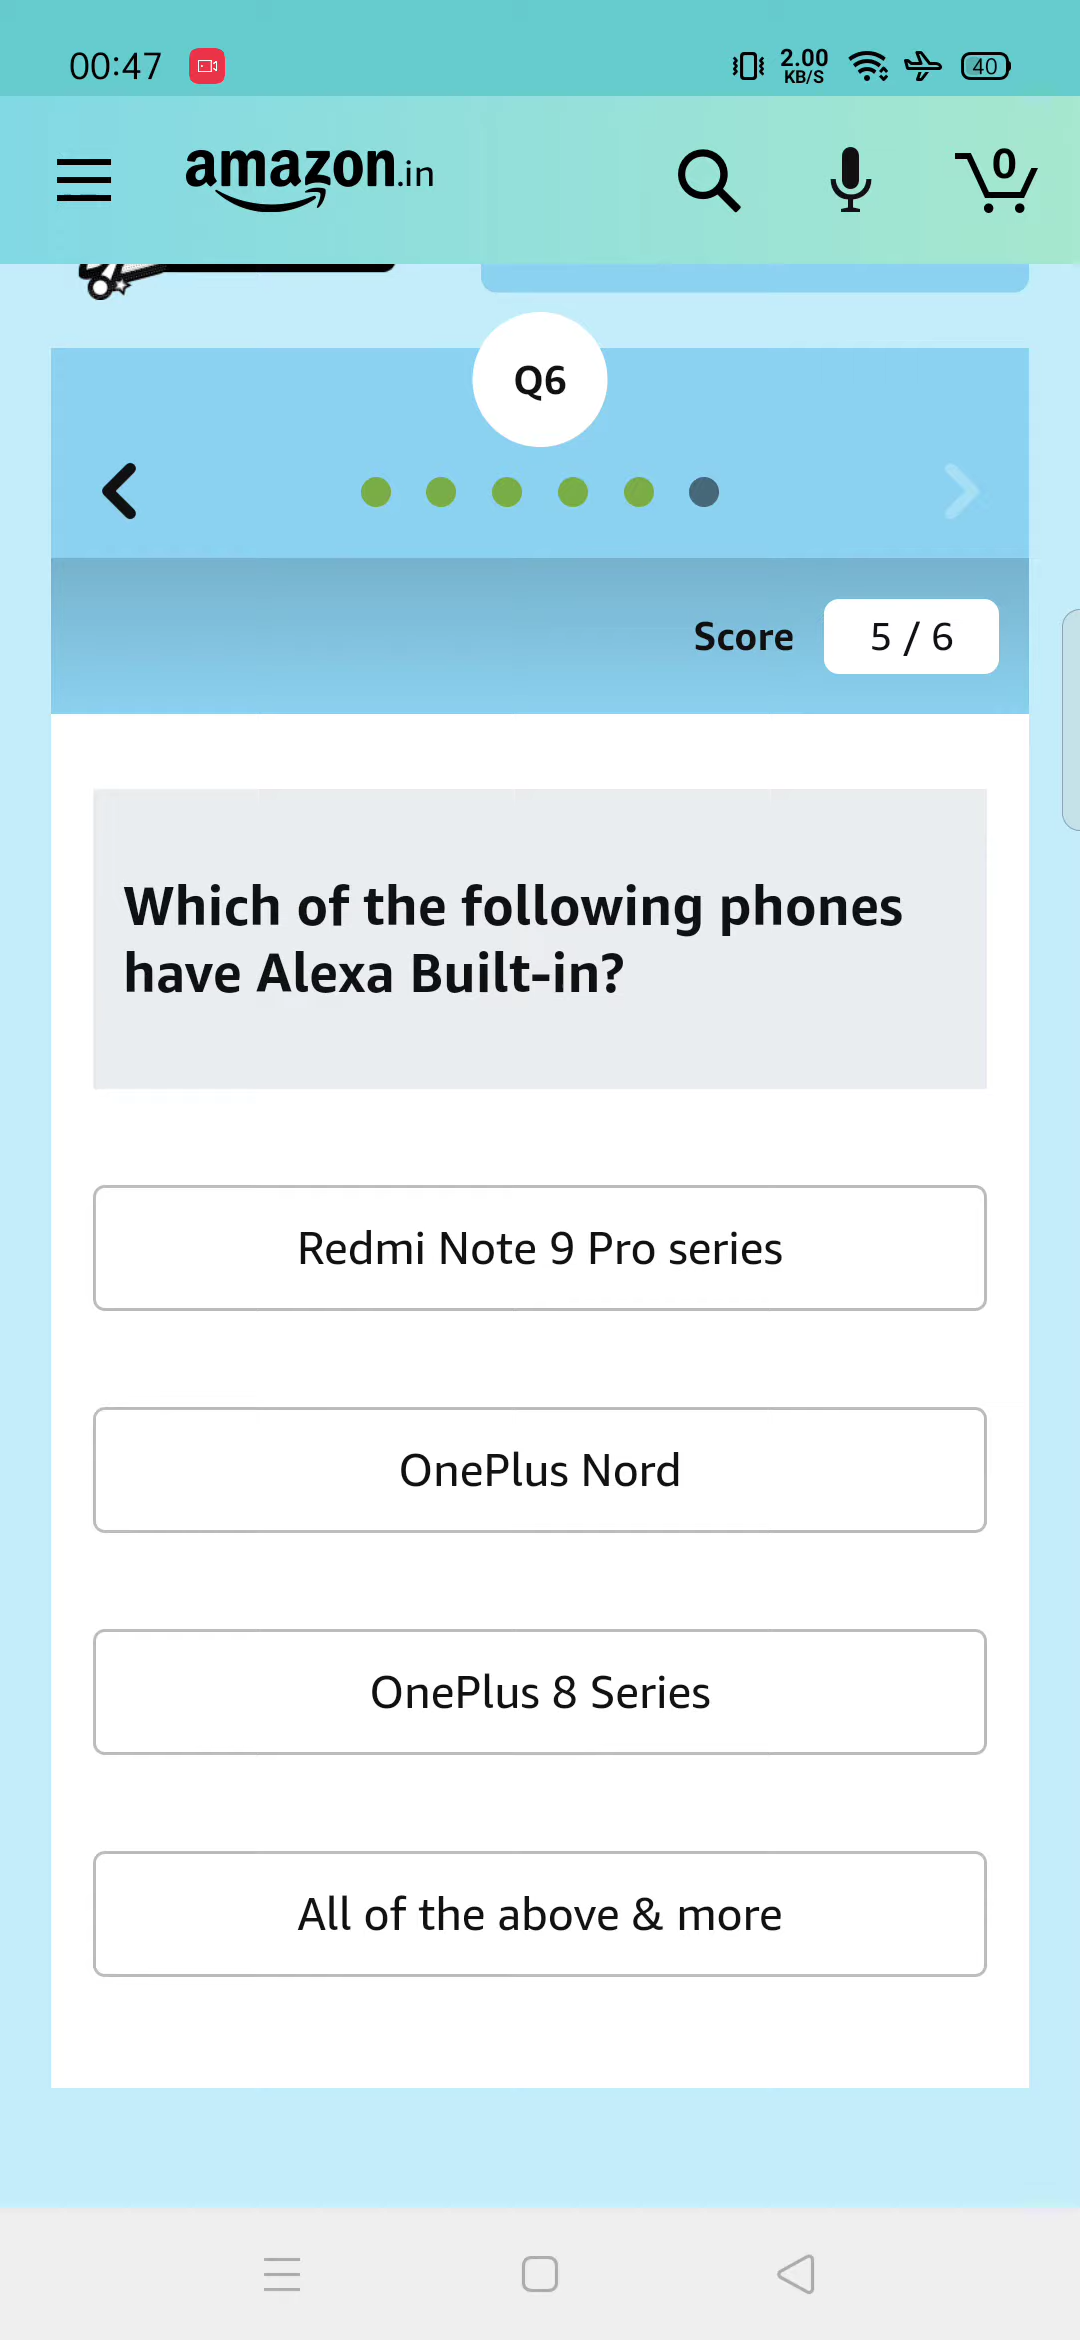 00:47
2.00
KB/S
40
amazon.in
0
Q6
Score
5 / 6
Which of the following phones
have Alexa Built-in?
Redmi Note 9 Pro series
OnePlus Nord
OnePlus 8 Series
All of the above & more